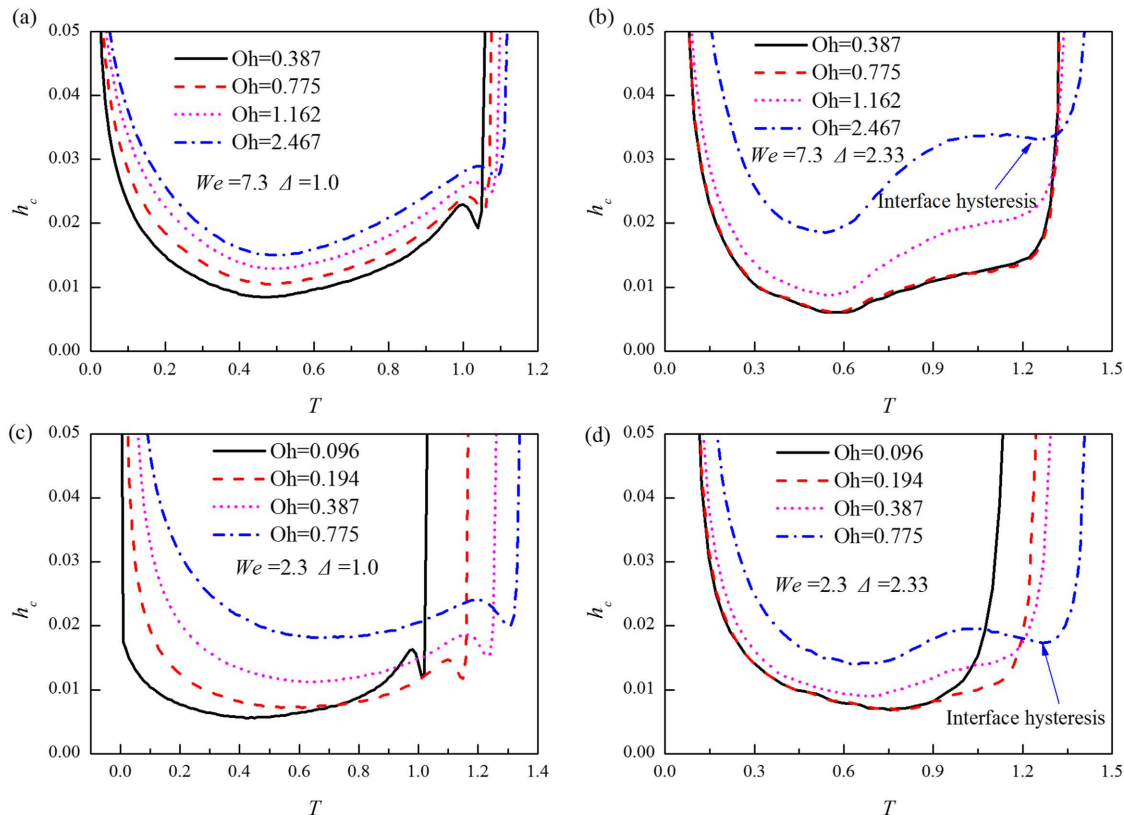 (a)
0.05
0.04
0.03
0.02
0.01
0.00
h_c
Oh=0.387
Oh=0.775
Oh=1.162
Oh=2.467
We =7.3 Δ =1.0
0.0 0.2 0.4 0.6 0.8 1.0 1.2
T
(b)
0.05
0.04
0.03
0.02
0.01
0.00
h_c
Oh=0.387
Oh=0.775
Oh=1.162
Oh=2.467
We =7.3 Δ =2.33
Interface hysteresis
0.0 0.3 0.6 0.9 1.2 1.5
T
(c)
0.05
0.04
0.03
0.02
0.01
0.00
h_c
Oh=0.096
Oh=0.194
Oh=0.387
Oh=0.775
We =2.3 Δ =1.0
0.0 0.2 0.4 0.6 0.8 1.0 1.2 1.4
T
(d)
0.05
0.04
0.03
0.02
0.01
0.00
h_c
Oh=0.096
Oh=0.194
Oh=0.387
Oh=0.775
We =2.3 Δ =2.33
Interface hysteresis
0.0 0.3 0.6 0.9 1.2 1.5
T